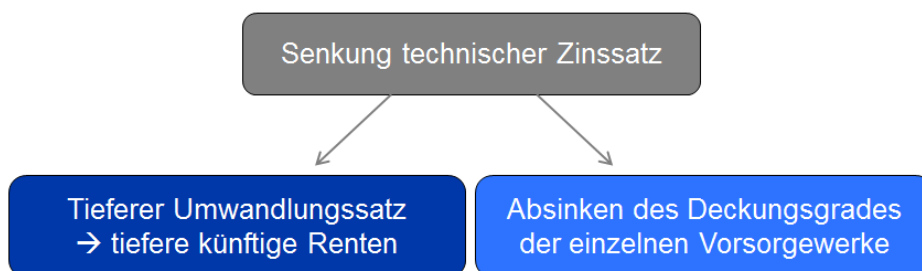 Senkung technischer Zinssatz
Tieferer Umwandlungssatz
→ tiefere künftige Renten
Absinken des Deckungsgrades
der einzelnen Vorsorgewerke